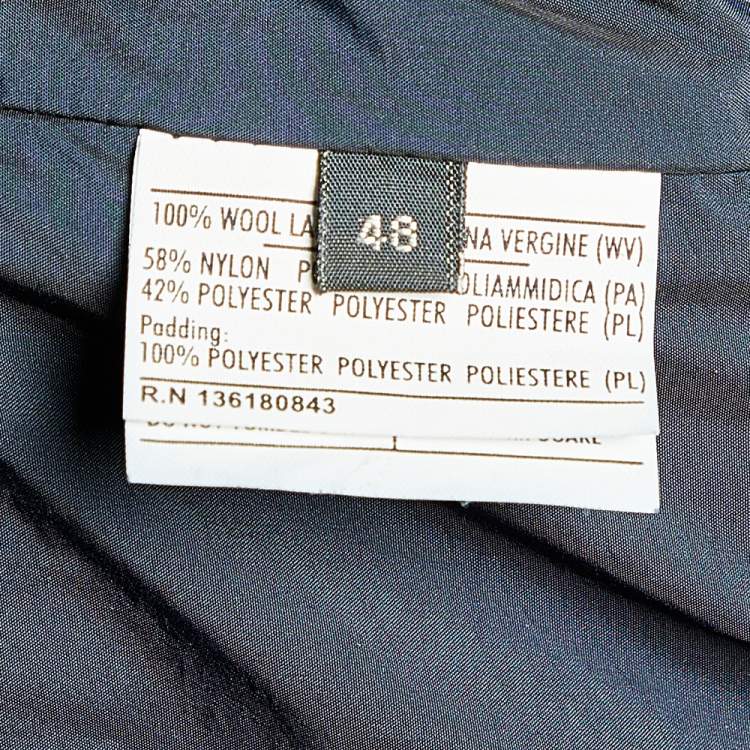 48
100% WOOL LA NA VERGINE (WV)
58% NYLON P OLIAMMIDICA (PA)
42% POLYESTER POLYESTER POLIESTERE (PL)
Padding:
100% POLYESTER POLYESTER POLIESTERE (PL)
R.N 136180843